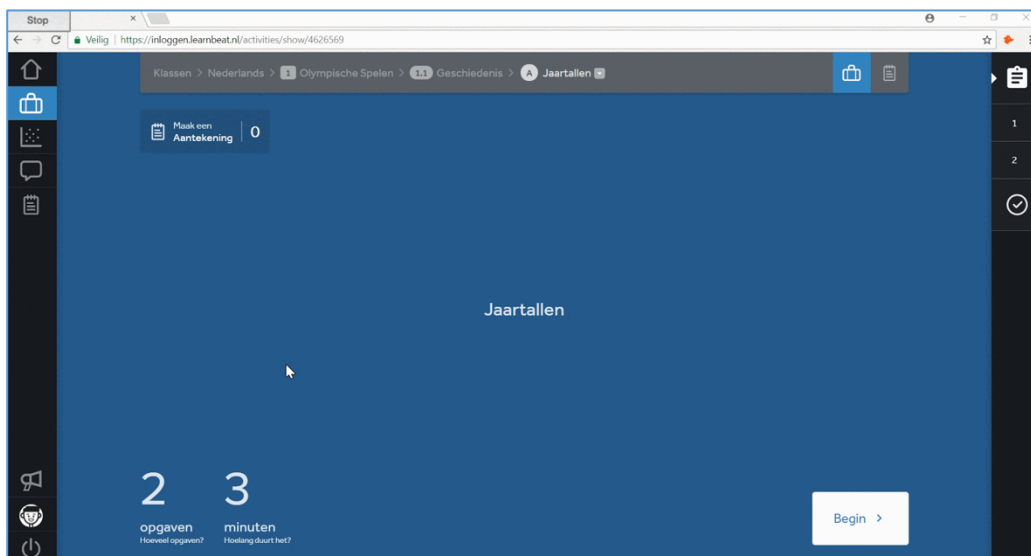 Stop
Veilig | https://inloggen.learnbeat.nl/activities/show/4626569
Klassen > Nederlands > 1 Olympische Spelen > 1.1 Geschiedenis > A Jaartallen
Maak een
Aantekening
0
1
2
Jaartallen
2 3
opgaven minuten
Hoeveel opgaven? Hoelang duurt het?
Begin >